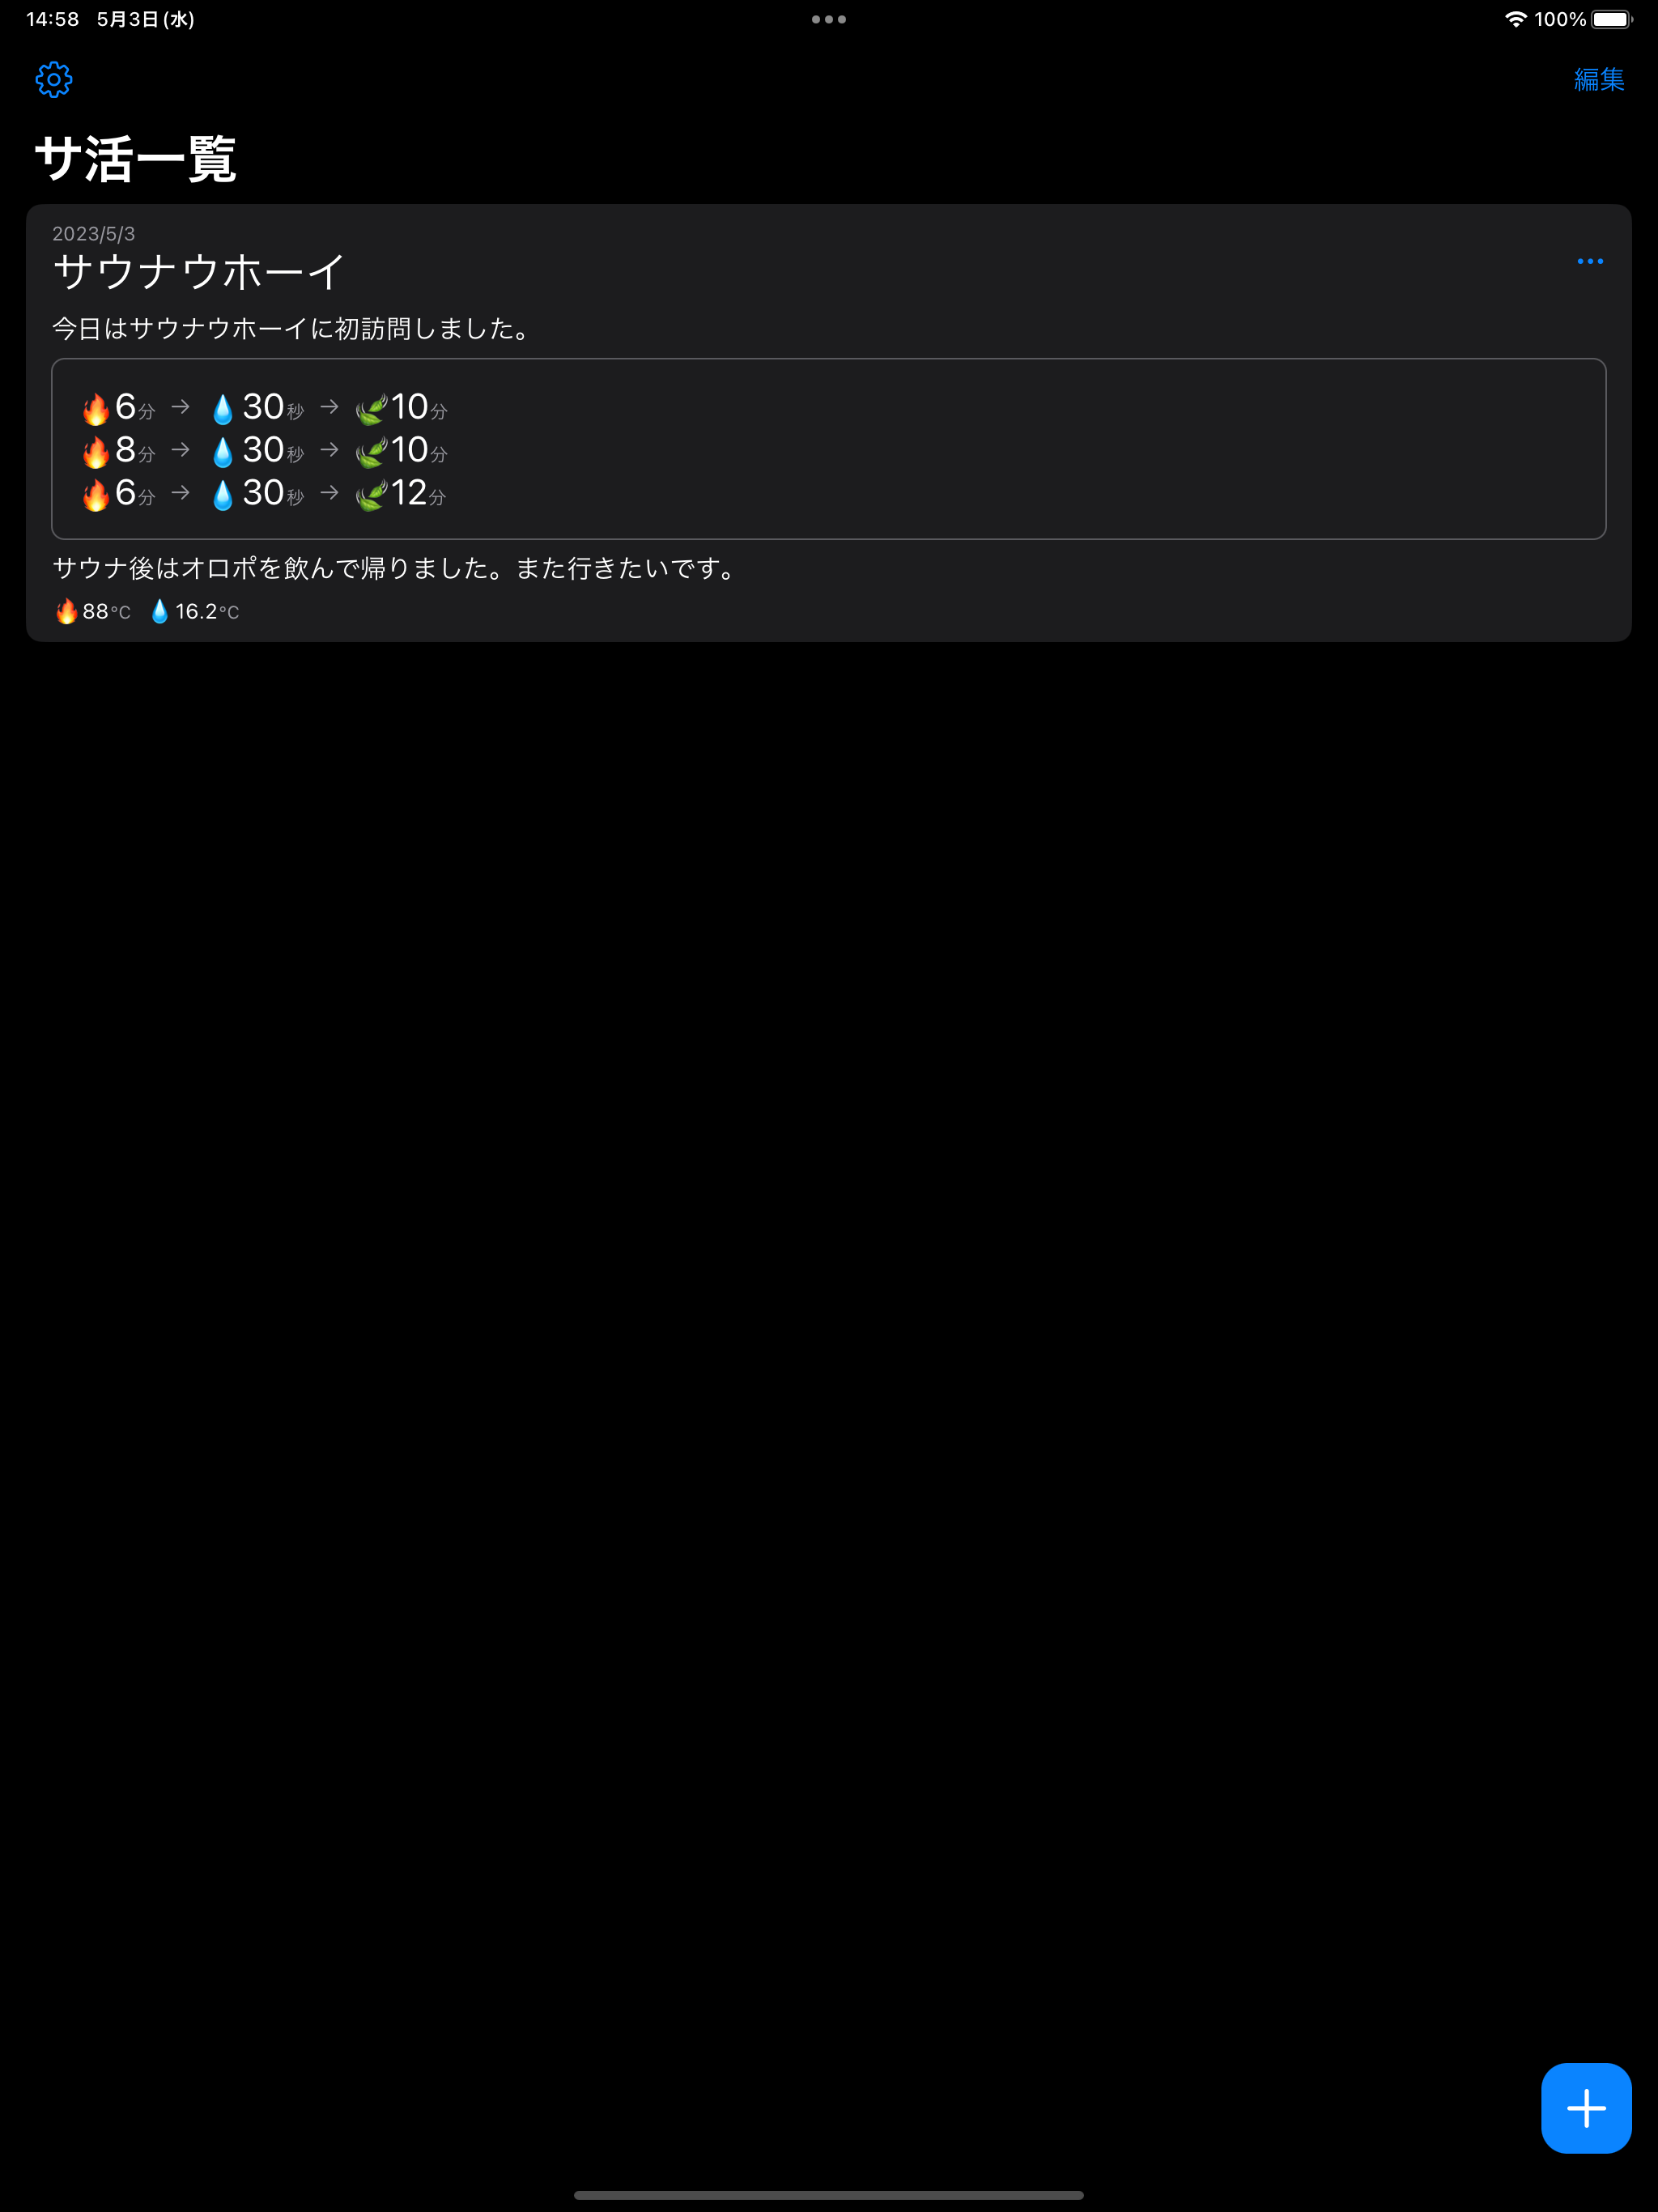 14:58 5月3日(水) 100%
編集
サ活一覧
2023/5/3
サウナウホーイ
今日はサウナウホーイに初訪問しました。
🔥6分 → 💧30秒 → 🍃10分
🔥8分 → 💧30秒 → 🍃10分
🔥6分 → 💧30秒 → 🍃12分
サウナ後はオロポを飲んで帰りました。また行きたいです。
🔥88℃ 💧16.2℃